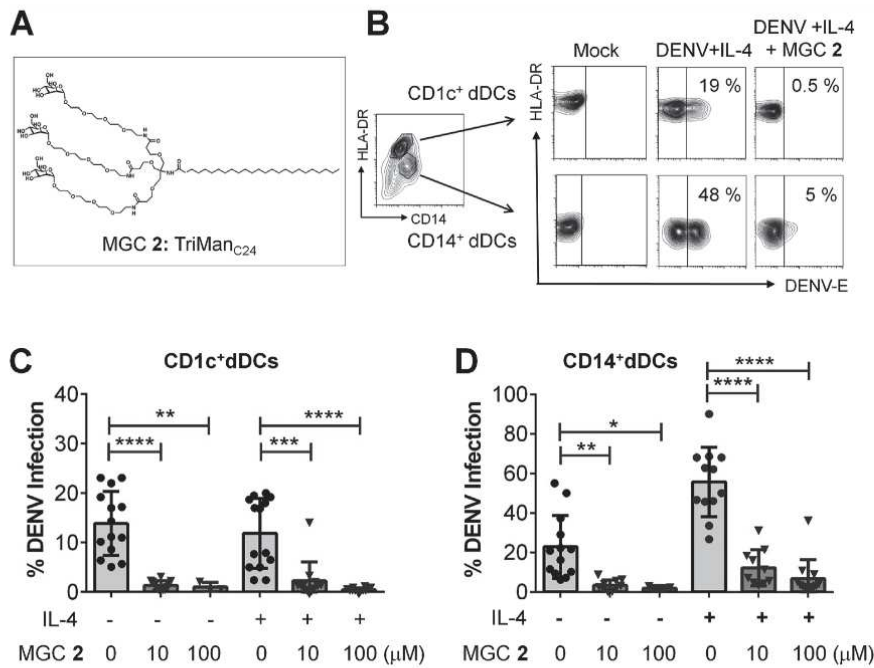 A
HO
OH
O
N
H
MGC 2: TriManC24
B
Mock
DENV+IL-4
DENV +IL-4
+ MGC 2
CD1c+ dDCs
HLA-DR
19 %
0.5 %
HLA-DR
CD14
CD14+ dDCs
48 %
5 %
DENV-E
C
CD1c+dDCs
% DENV Infection
40
30
20
10
0
** ****
**** ***
IL-4 - - - + + +
MGC 2 0 10 100 0 10 100 (μM)
D
CD14+dDCs
% DENV Infection
100
80
60
40
20
0
****
****
*
**
IL-4 - - - + + +
MGC 2 0 10 100 0 10 100 (μM)